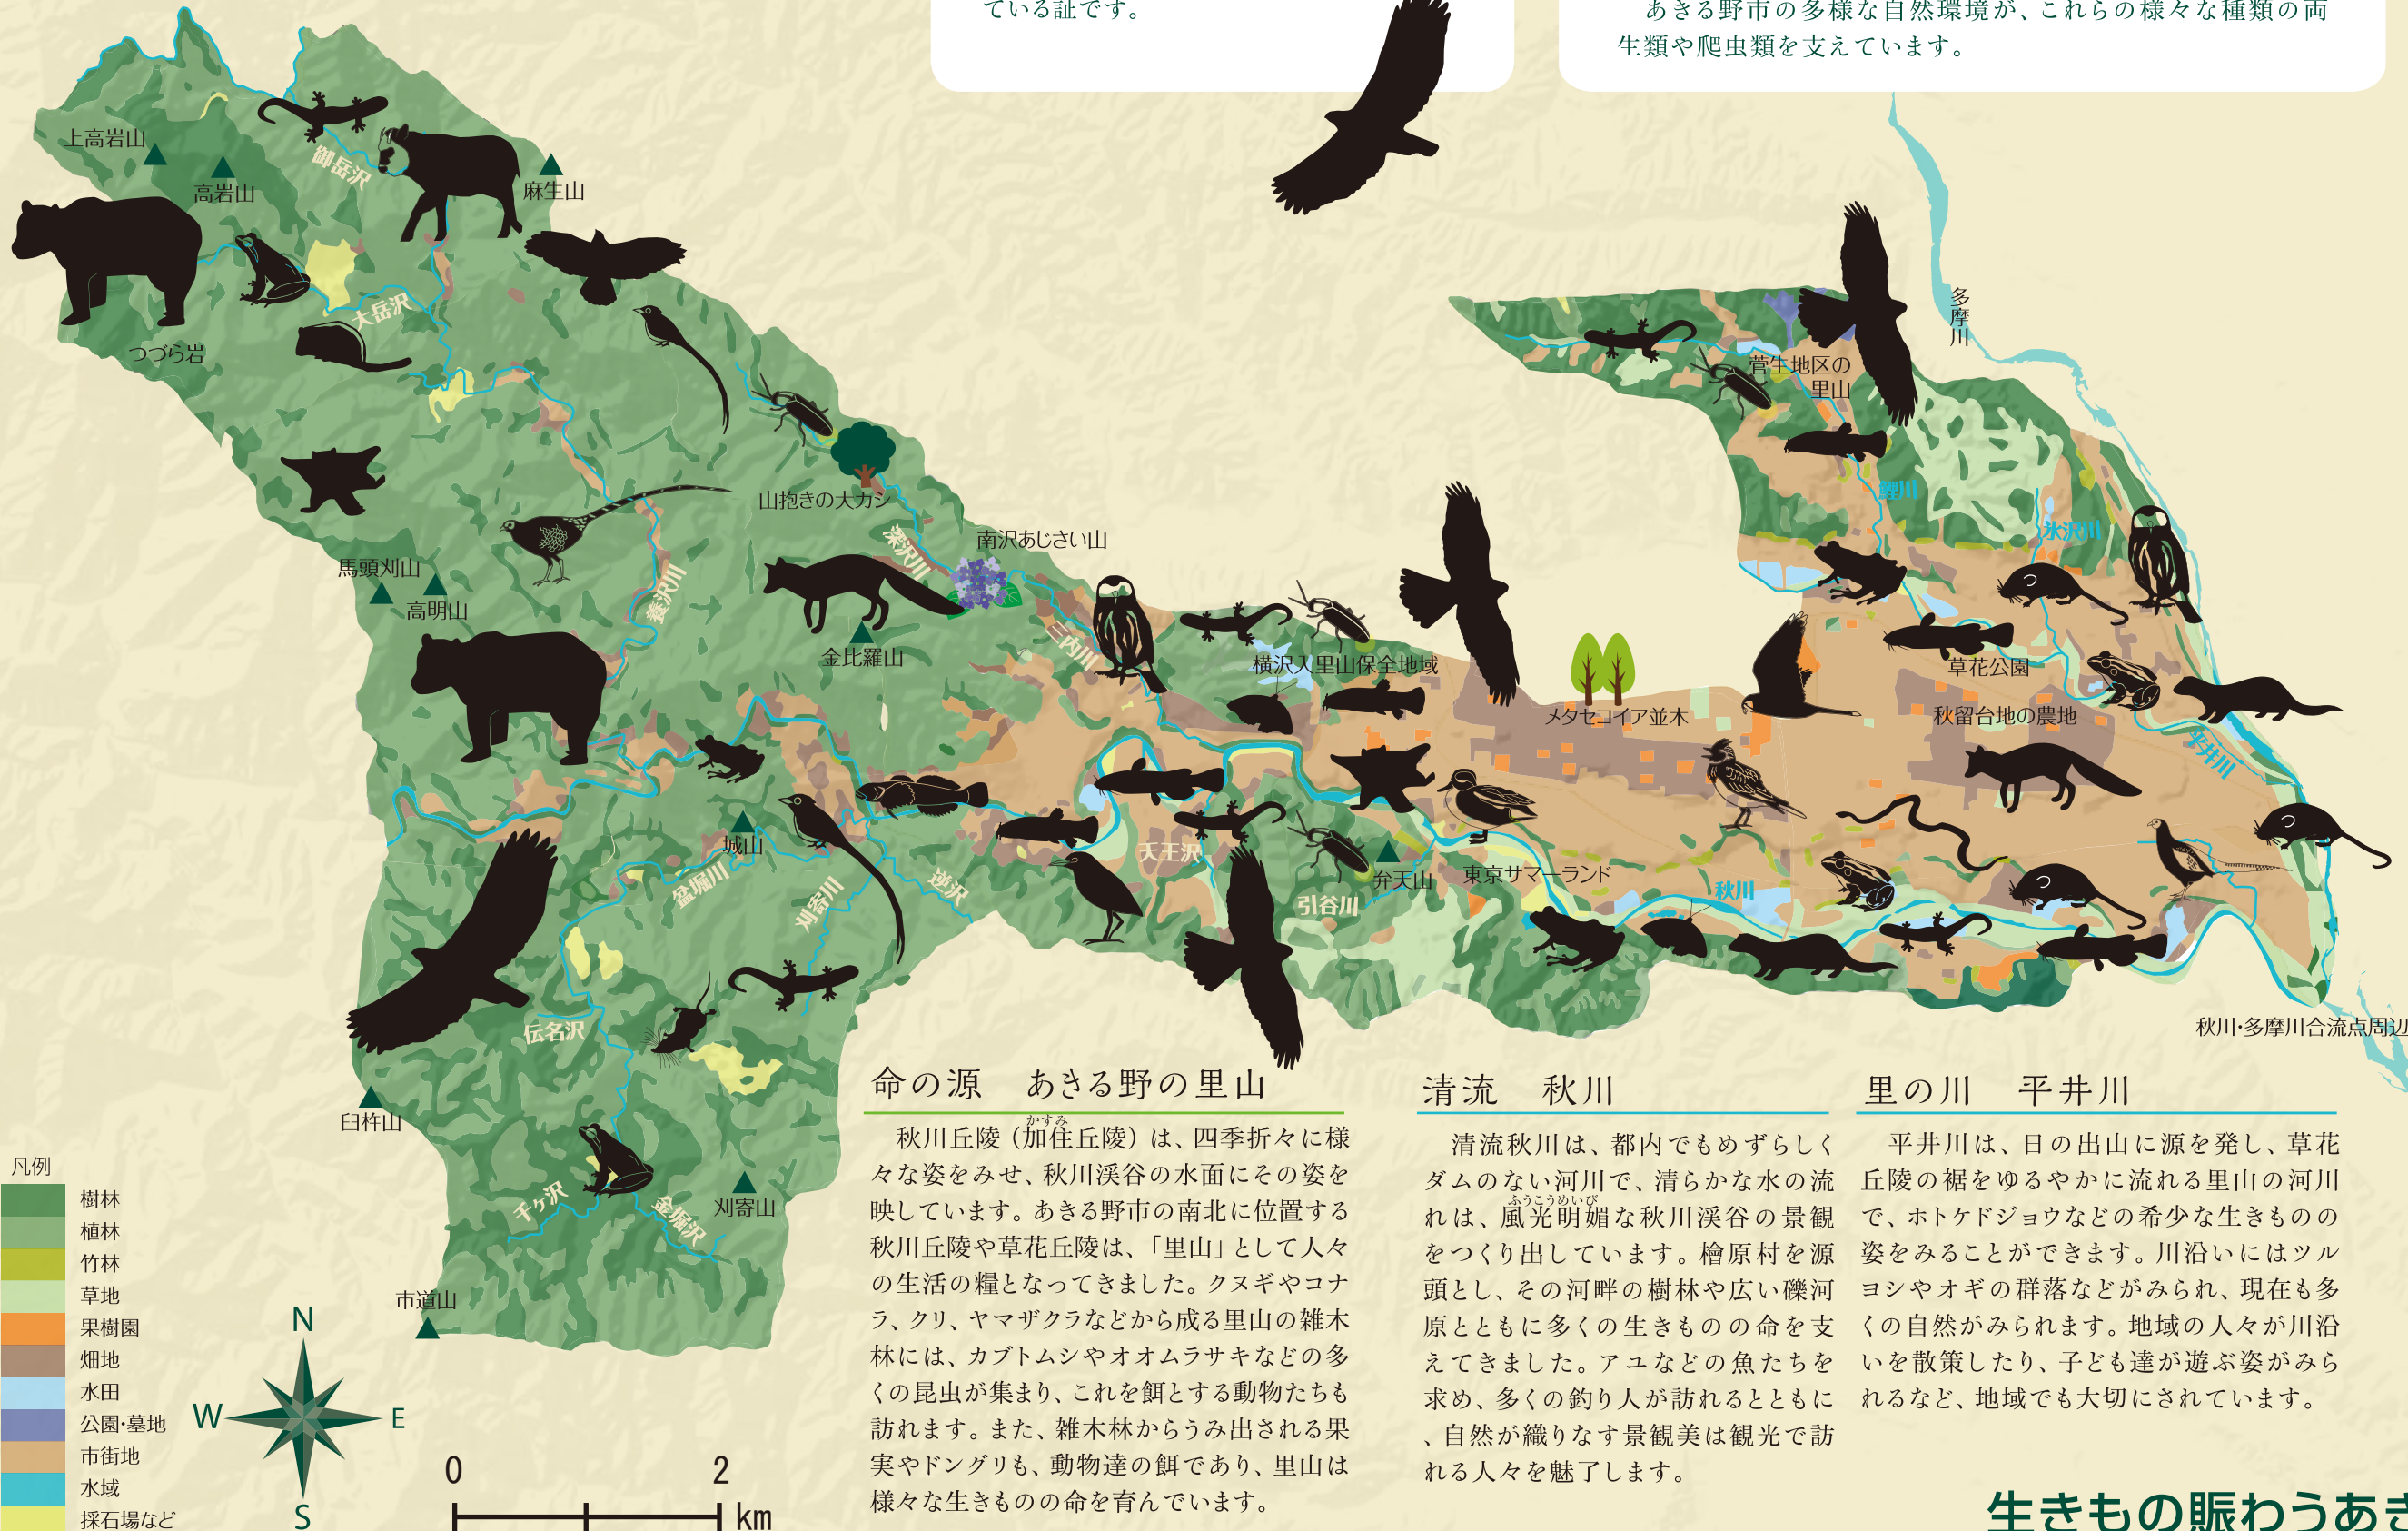 ている証です。
あきる野市の多様な自然環境が、これらの様々な種類の両
生類や爬虫類を支えています。
上高岩山
高岩山
御岳沢
麻生山
つづら岩
大岳沢
山抱きの大カシ
馬頭刈山
高明山
養沢川
深沢川
南沢あじさい山
金比羅山
三内川
横沢入里山保全地域
メタセコイア並木
多摩川
菅生地区の
里山
鯉川
氷沢川
草花公園
秋留台地の農地
平井川
城山
盆堀川
刈寄川
逆沢
天王沢
引谷川
弁天山
東京サマーランド
秋川
秋川・多摩川合流点周辺
伝名沢
臼杵山
千ケ沢
金堀沢
刈寄山
市道山
凡例
樹林
植林
竹林
草地
果樹園
畑地
水田
公園・墓地
市街地
水域
採石場など
N
W
E
S
0
2
km
命の源　あきる野の里山
かすみ
秋川丘陵（加住丘陵）は、四季折々に様
々な姿をみせ、秋川渓谷の水面にその姿を
映しています。あきる野市の南北に位置する
秋川丘陵や草花丘陵は、「里山」として人々
の生活の糧となってきました。クヌギやコナ
ラ、クリ、ヤマザクラなどから成る里山の雑木
林には、カブトムシやオオムラサキなどの多
くの昆虫が集まり、これを餌とする動物たちも
訪れます。また、雑木林からうみ出される果
実やドングリも、動物達の餌であり、里山は
様々な生きものの命を育んでいます。
清流　秋川
清流秋川は、都内でもめずらしく
ダムのない河川で、清らかな水の流
ふうこうめいび
れは、風光明媚な秋川渓谷の景観
をつくり出しています。檜原村を源
頭とし、その河畔の樹林や広い礫河
原とともに多くの生きものの命を支
えてきました。アユなどの魚たちを
求め、多くの釣り人が訪れるとともに
、自然が織りなす景観美は観光で訪
れる人々を魅了します。
里の川　平井川
平井川は、日の出山に源を発し、草花
丘陵の裾をゆるやかに流れる里山の河川
で、ホトケドジョウなどの希少な生きものの
姿をみることができます。川沿いにはツル
ヨシやオギの群落などがみられ、現在も多
くの自然がみられます。地域の人々が川沿
いを散策したり、子ども達が遊ぶ姿がみら
れるなど、地域でも大切にされています。
生きもの賑わうあき